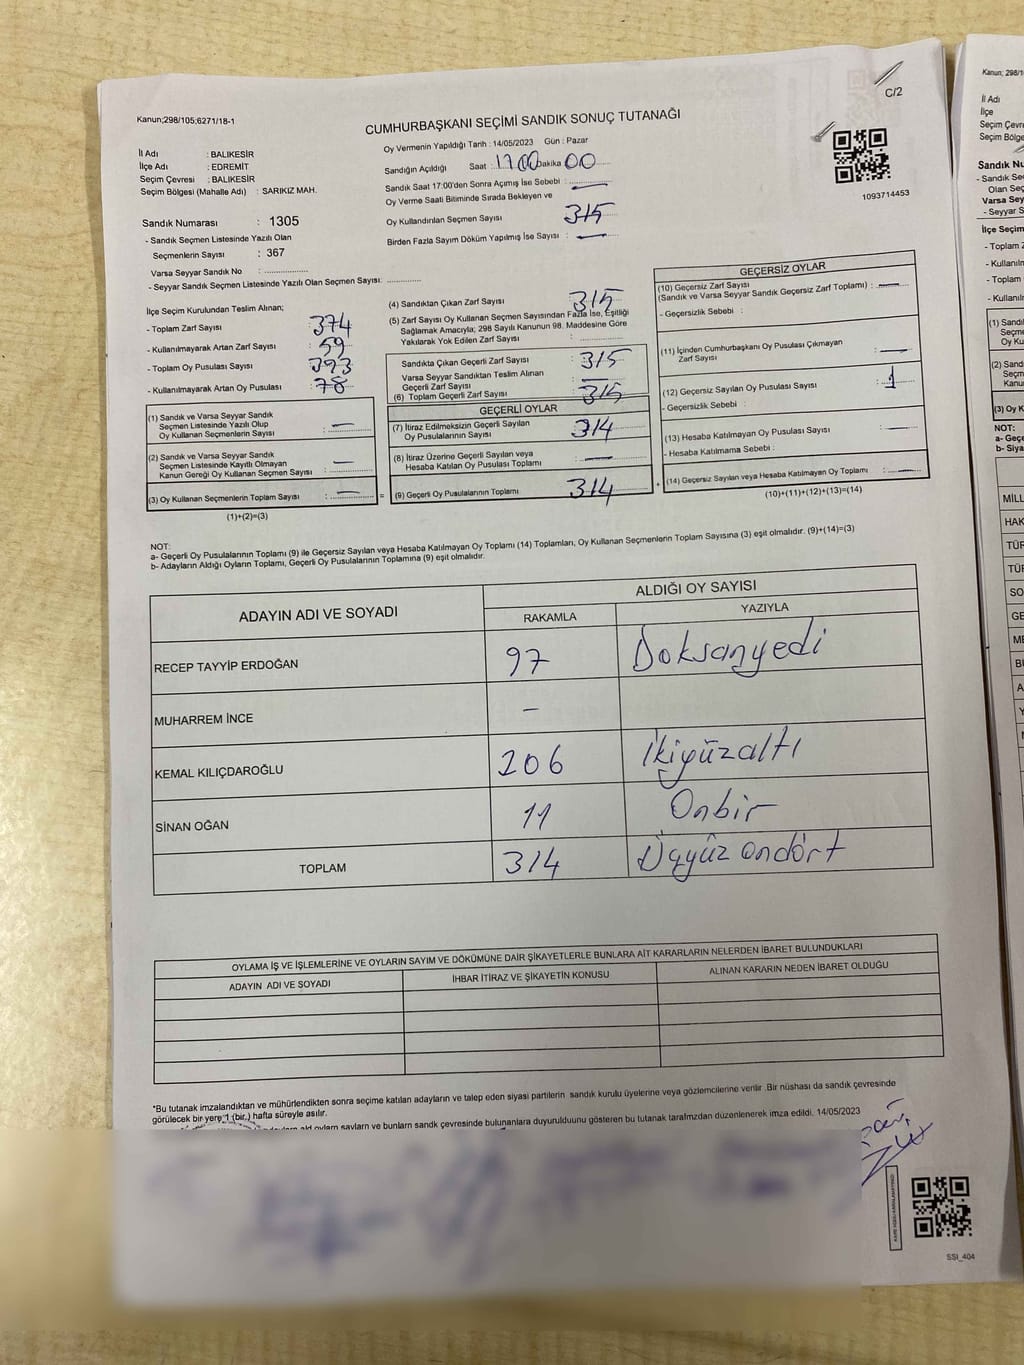 Kanun;298/105;6271/18-1
C/2
CUMHURBAŞKANI SEÇİMİ SANDIK SONUÇ TUTANAĞI
İl Adı : BALIKESİR
İlçe Adı : EDREMİT
Seçim Çevresi : BALIKESİR
Seçim Bölgesi (Mahalle Adı) : SARIKIZ MAH.
Sandık Numarası : 1305
- Sandık Seçmen Listesinde Yazılı Olan
Seçmenlerin Sayısı : 367
Varsa Seyyar Sandık No :
- Seyyar Sandık Seçmen Listesinde Yazılı Olan Seçmen Sayısı:
Oy Vermenin Yapıldığı Tarih : 14/05/2023 Gün : Pazar
Sandığın Açıldığı Saat : 1700 Dakika 00
Sandık Saat 17:00'den Sonra Açımış İse Sebebi : —
Oy Verme Saati Bitiminde Sırada Bekleyen ve
Oy Kullandırılan Seçmen Sayısı 315
Birden Fazla Sayım Döküm Yapılmış İse Sayısı : —
1093714453
İlçe Seçim Kurulundan Teslim Alınan;
- Toplam Zarf Sayısı : 374
- Kullanılmayarak Artan Zarf Sayısı : 59
- Toplam Oy Pusulası Sayısı : 393
- Kullanılmayarak Artan Oy Pusulası : 78
(1) Sandık ve Varsa Seyyar Sandık
Seçmen Listesinde Yazılı Olup
Oy Kullanan Seçmenlerin Sayısı : —
(2) Sandık ve Varsa Seyyar Sandık
Seçmen Listesinde Kayıtlı Olmayan
Kanun Gereği Oy Kullanan Seçmen Sayısı : —
(3) Oy Kullanan Seçmenlerin Toplam Sayısı : —
(1)+(2)=(3)
(4) Sandıktan Çıkan Zarf Sayısı 315
(5) Zarf Sayısı Oy Kullanan Seçmen Sayısından Fazla İse, Eşitliği
Sağlamak Amacıyla; 298 Sayılı Kanunun 98. Maddesine Göre
Yakılarak Yok Edilen Zarf Sayısı :
Sandıkta Çıkan Geçerli Zarf Sayısı : 315
Varsa Seyyar Sandıktan Teslim Alınan
Geçerli Zarf Sayısı : —
(6) Toplam Geçerli Zarf Sayısı : 315
GEÇERLİ OYLAR
(7) İtiraz Edilmeksizin Geçerli Sayılan
Oy Pusulalarının Sayısı : 314
(8) İtiraz Üzerine Geçerli Sayılan veya
Hesaba Katılan Oy Pusulası Toplamı : —
(9) Geçerli Oy Pusulalarının Toplamı 314
GEÇERSİZ OYLAR
(10) Geçersiz Zarf Sayısı
(Sandık ve Varsa Seyyar Sandık Geçersiz Zarf Toplamı) : —
- Geçersizlik Sebebi :
(11) İçinden Cumhurbaşkanı Oy Pusulası Çıkmayan
Zarf Sayısı : —
(12) Geçersiz Sayılan Oy Pusulası Sayısı : 1
- Geçersizlik Sebebi :
(13) Hesaba Katılmayan Oy Pusulası Sayısı : —
- Hesaba Katılmama Sebebi :
(14) Geçersiz Sayılan veya Hesaba Katılmayan Oy Toplamı : —
(10)+(11)+(12)+(13)=(14)
NOT:
a- Geçerli Oy Pusulalarının Toplamı (9) ile Geçersiz Sayılan veya Hesaba Katılmayan Oy Toplamı (14) Toplamları, Oy Kullanan Seçmenlerin Toplam Sayısına (3) eşit olmalıdır. (9)+(14)=(3)
b- Adayların Aldığı Oyların Toplamı, Geçerli Oy Pusulalarının Toplamına (9) eşit olmalıdır.
ADAYIN ADI VE SOYADI ALDIĞI OY SAYISI
RAKAMLA YAZIYLA
RECEP TAYYİP ERDOĞAN 97 Doksanyedi
MUHARREM İNCE -
KEMAL KILIÇDAROĞLU 206 İkiyüzaltı
SİNAN OĞAN 11 Onbir
TOPLAM 314 Üçyüz ondört
OYLAMA İŞ VE İŞLEMLERİNE VE OYLARIN SAYIM VE DÖKÜMÜNE DAİR ŞİKAYETLERLE BUNLARA AİT KARARLARIN NELERDEN İBARET BULUNDUKLARI
ADAYIN ADI VE SOYADI İHBAR İTİRAZ VE ŞİKAYETİN KONUSU ALINAN KARARIN NEDEN İBARET OLDUĞU
*Bu tutanak imzalandıktan ve mühürlendikten sonra seçime katılan adayların ve talep eden siyasi partilerin sandık kurulu üyelerine veya gözlemcilerine verilir .Bir nüshası da sandık çevresinde
görülecek bir yere 1 (bir.) hafta süreyle asılır.
sandık çevresinde bulunanlara duyurulduunu gösteren bu tutanak düzenlenerek imza edildi. 14/05/2023
SSİ_404
Kanun; 298/1
İl Adı
İlçe
Seçim Çevre
Seçim Bölge
Sandık Nu
- Sandık Se
Olan Seç
Varsa Sey
- Seyyar S
İlçe Seçim
- Toplam Z
- Kullanılm
- Toplam
- Kullanılı
(1) Sandı
Seçme
Oy Ku
(2) Sand
Seçm
Kanu
(3) Oy K
NOT:
a- Geçe
b- Siya
MİLL
HAK
TÜR
TÜR
SO
GE
ME